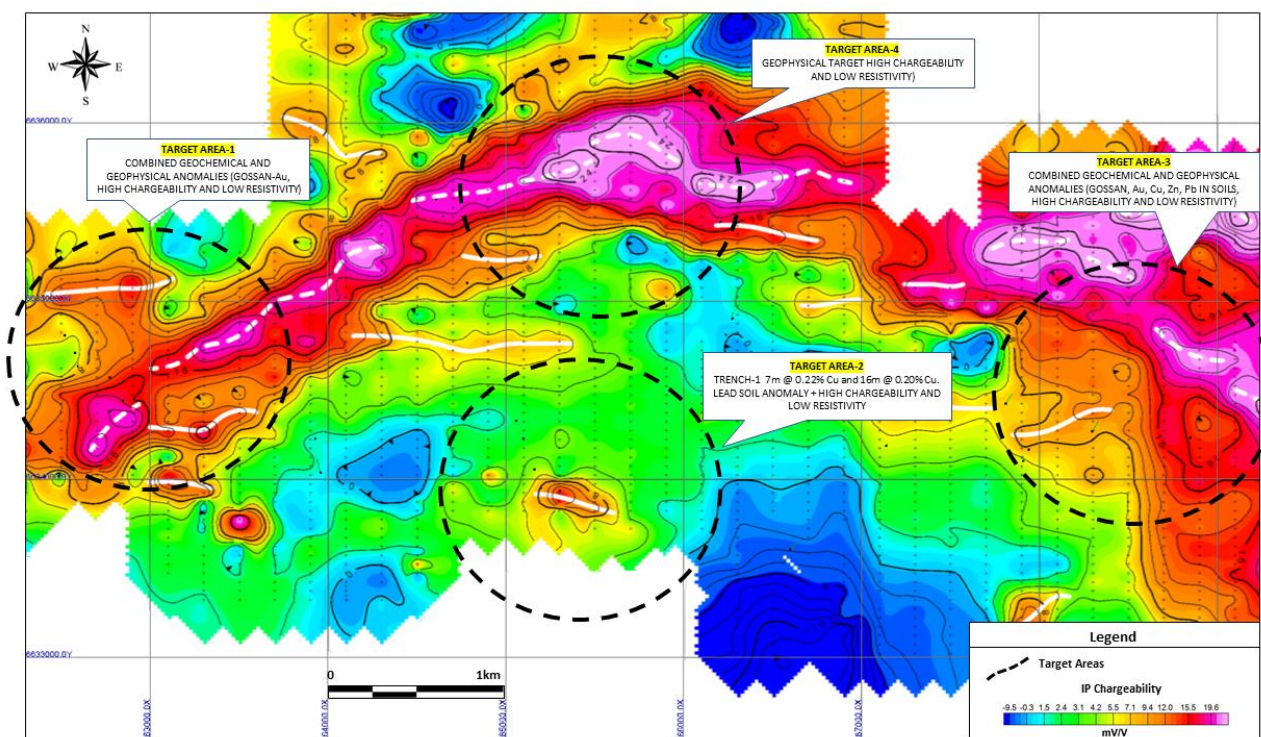 N
W E
S
TARGET AREA-4
GEOPHYSICAL TARGET HIGH CHARGEABILITY
AND LOW RESISTIVITY)
6636000.0Y
TARGET AREA-1
COMBINED GEOCHEMICAL AND
GEOPHYSICAL ANOMALIES (GOSSAN-Au,
HIGH CHARGEABILITY AND LOW RESISTIVITY)
TARGET AREA-3
COMBINED GEOCHEMICAL AND GEOPHYSICAL
ANOMALIES (GOSSAN, Au, Cu, Zn, Pb IN SOILS,
HIGH CHARGEABILITY AND LOW RESISTIVITY)
TARGET AREA-2
TRENCH-1 7m @ 0.22% Cu and 16m @ 0.20% Cu.
LEAD SOIL ANOMALY + HIGH CHARGEABILITY AND
LOW RESISTIVITY
6633000.0Y
0 1km
Legend
Target Areas
IP Chargeability
-9.5 -0.3 1.5 2.4 3.1 4.2 5.5 7.1 9.4 12.0 15.5 19.6
mV/V